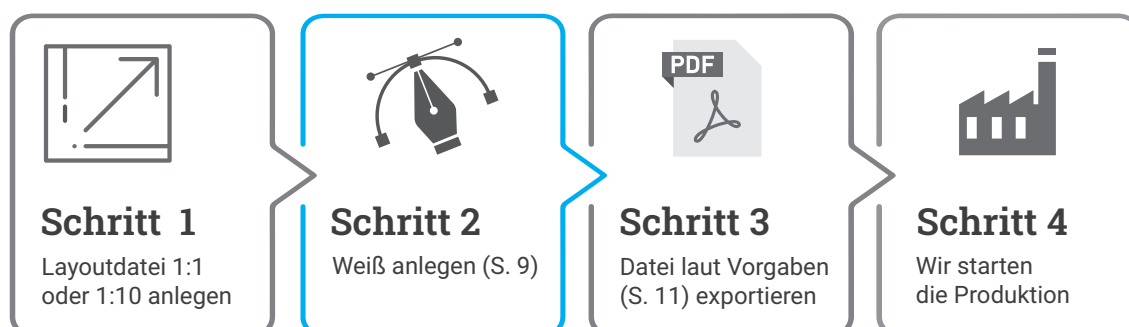 Schritt 1
Layoutdatei 1:1
oder 1:10 anlegen
Schritt 2
Weiß anlegen (S. 9)
PDF
Schritt 3
Datei laut Vorgaben
(S. 11) exportieren
Schritt 4
Wir starten
die Produktion